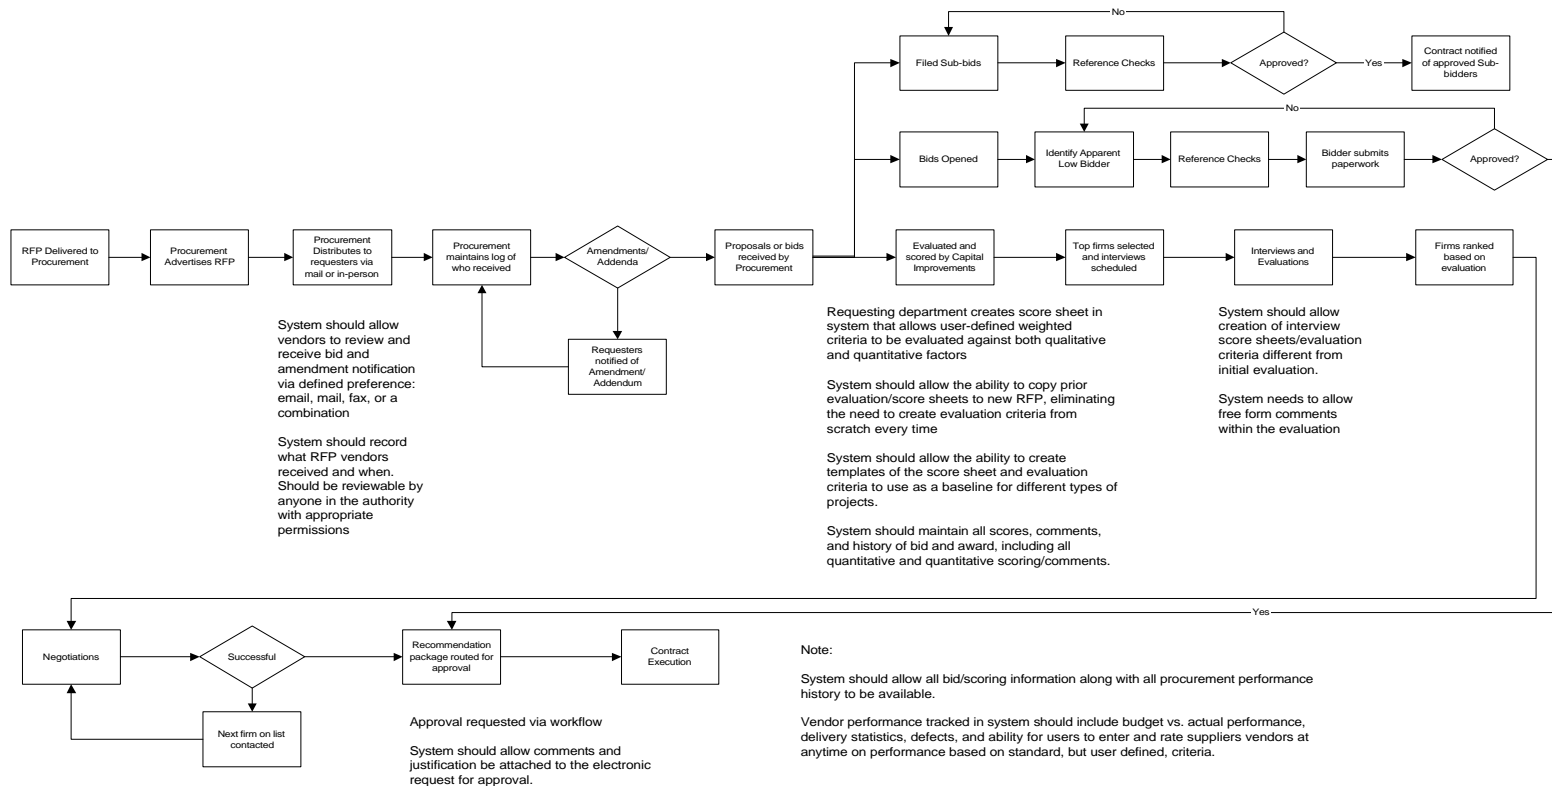 No
Filed Sub-bids
Reference Checks
Approved?
Yes
Contract notified
of approved Sub-
bidders
No
Bids Opened
Identify Apparent
Low Bidder
Reference Checks
Bidder submits
paperwork
Approved?
RFP Delivered to
Procurement
Procurement
Advertises RFP
Procurement
Distributes to
requesters via
mail or in-person
Procurement
maintains log of
who received
Amendments/
Addenda
Proposals or bids
received by
Procurement
Evaluated and
scored by Capital
Improvements
Top firms selected
and interviews
scheduled
Interviews and
Evaluations
Firms ranked
based on
evaluation
Requesters
notified of
Amendment/
Addendum
System should allow
vendors to review and
receive bid and
amendment notification
via defined preference:
email, mail, fax, or a
combination
System should record
what RFP vendors
received and when.
Should be reviewable by
anyone in the authority
with appropriate
permissions
Requesting department creates score sheet in
system that allows user-defined weighted
criteria to be evaluated against both qualitative
and quantitative factors
System should allow the ability to copy prior
evaluation/score sheets to new RFP, eliminating
the need to create evaluation criteria from
scratch every time
System should allow the ability to create
templates of the score sheet and evaluation
criteria to use as a baseline for different types of
projects.
System should maintain all scores, comments,
and history of bid and award, including all
quantitative and quantitative scoring/comments.
System should allow
creation of interview
score sheets/evaluation
criteria different from
initial evaluation.
System needs to allow
free form comments
within the evaluation
Yes
Negotiations
Successful
Recommendation
package routed for
approval
Contract
Execution
Next firm on list
contacted
Approval requested via workflow
System should allow comments and
justification be attached to the electronic
request for approval.
Note:
System should allow all bid/scoring information along with all procurement performance
history to be available.
Vendor performance tracked in system should include budget vs. actual performance,
delivery statistics, defects, and ability for users to enter and rate suppliers vendors at
anytime on performance based on standard, but user defined, criteria.